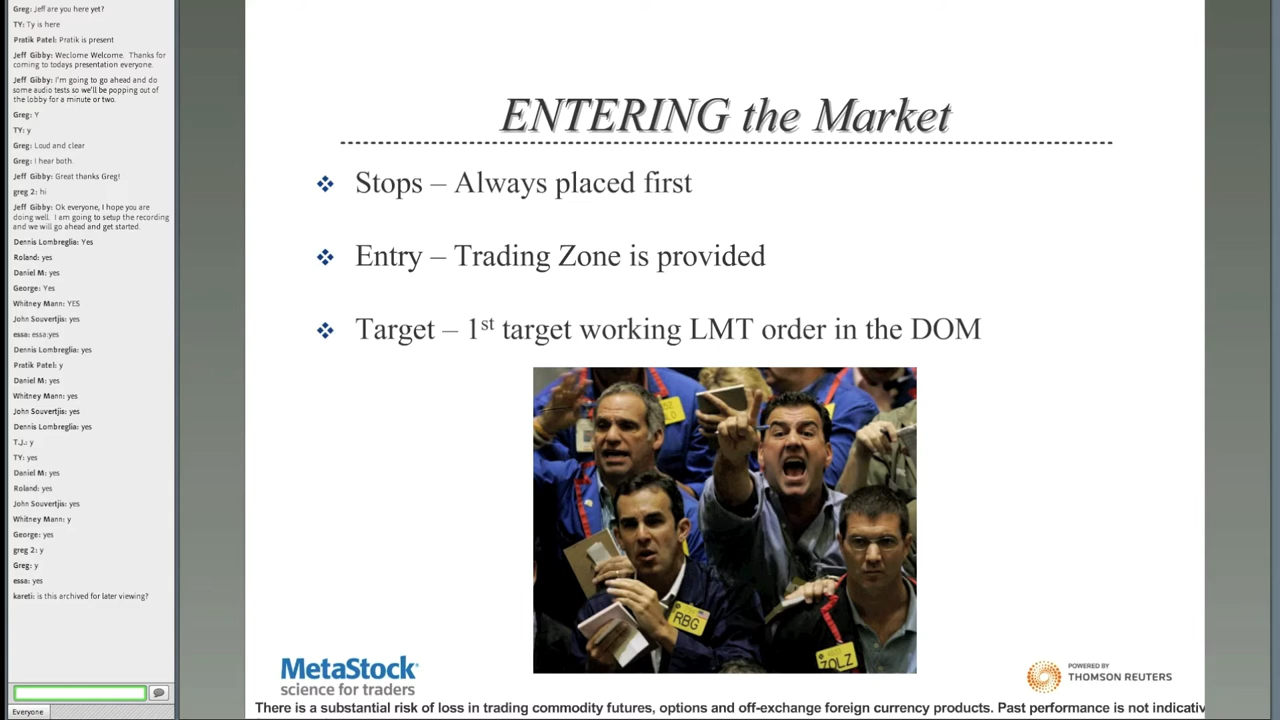 Greg: Jeff are you here yet?
TY: Ty is here
Pratik Patel: Pratik is present
Jeff Gibby: Weclome Welcome. Thanks for
coming to todays presentation everyone.
Jeff Gibby: I'm going to go ahead and do
some audio tests so we'll be popping out of
the lobby for a minute or two.
Greg: Y
TY: y
Greg: Loud and clear
Greg: I hear both.
Jeff Gibby: Great thanks Greg!
greg 2: hi
Jeff Gibby: Ok everyone, I hope you are
doing well. I am going to setup the recording
and we will go ahead and get started.
Dennis Lombreglia: Yes
Roland: yes
Daniel M: yes
George: Yes
Whitney Mann: YES
John Souvertjis: yes
essa: essa:yes
Dennis Lombreglia: yes
Pratik Patel: y
Daniel M: yes
Whitney Mann: yes
John Souvertjis: yes
Dennis Lombreglia: yes
T.J.: y
TY: yes
Daniel M: yes
Roland: yes
John Souvertjis: yes
Whitney Mann: y
George: yes
greg 2: y
Greg: y
essa: yes
kareti: is this archived for later viewing?
Everyone
ENTERING the Market
❖ Stops – Always placed first
❖ Entry – Trading Zone is provided
❖ Target – 1st target working LMT order in the DOM
RBG
ZOLZ
MetaStock
science for traders
POWERED BY
THOMSON REUTERS
There is a substantial risk of loss in trading commodity futures, options and off-exchange foreign currency products. Past performance is not indicativ